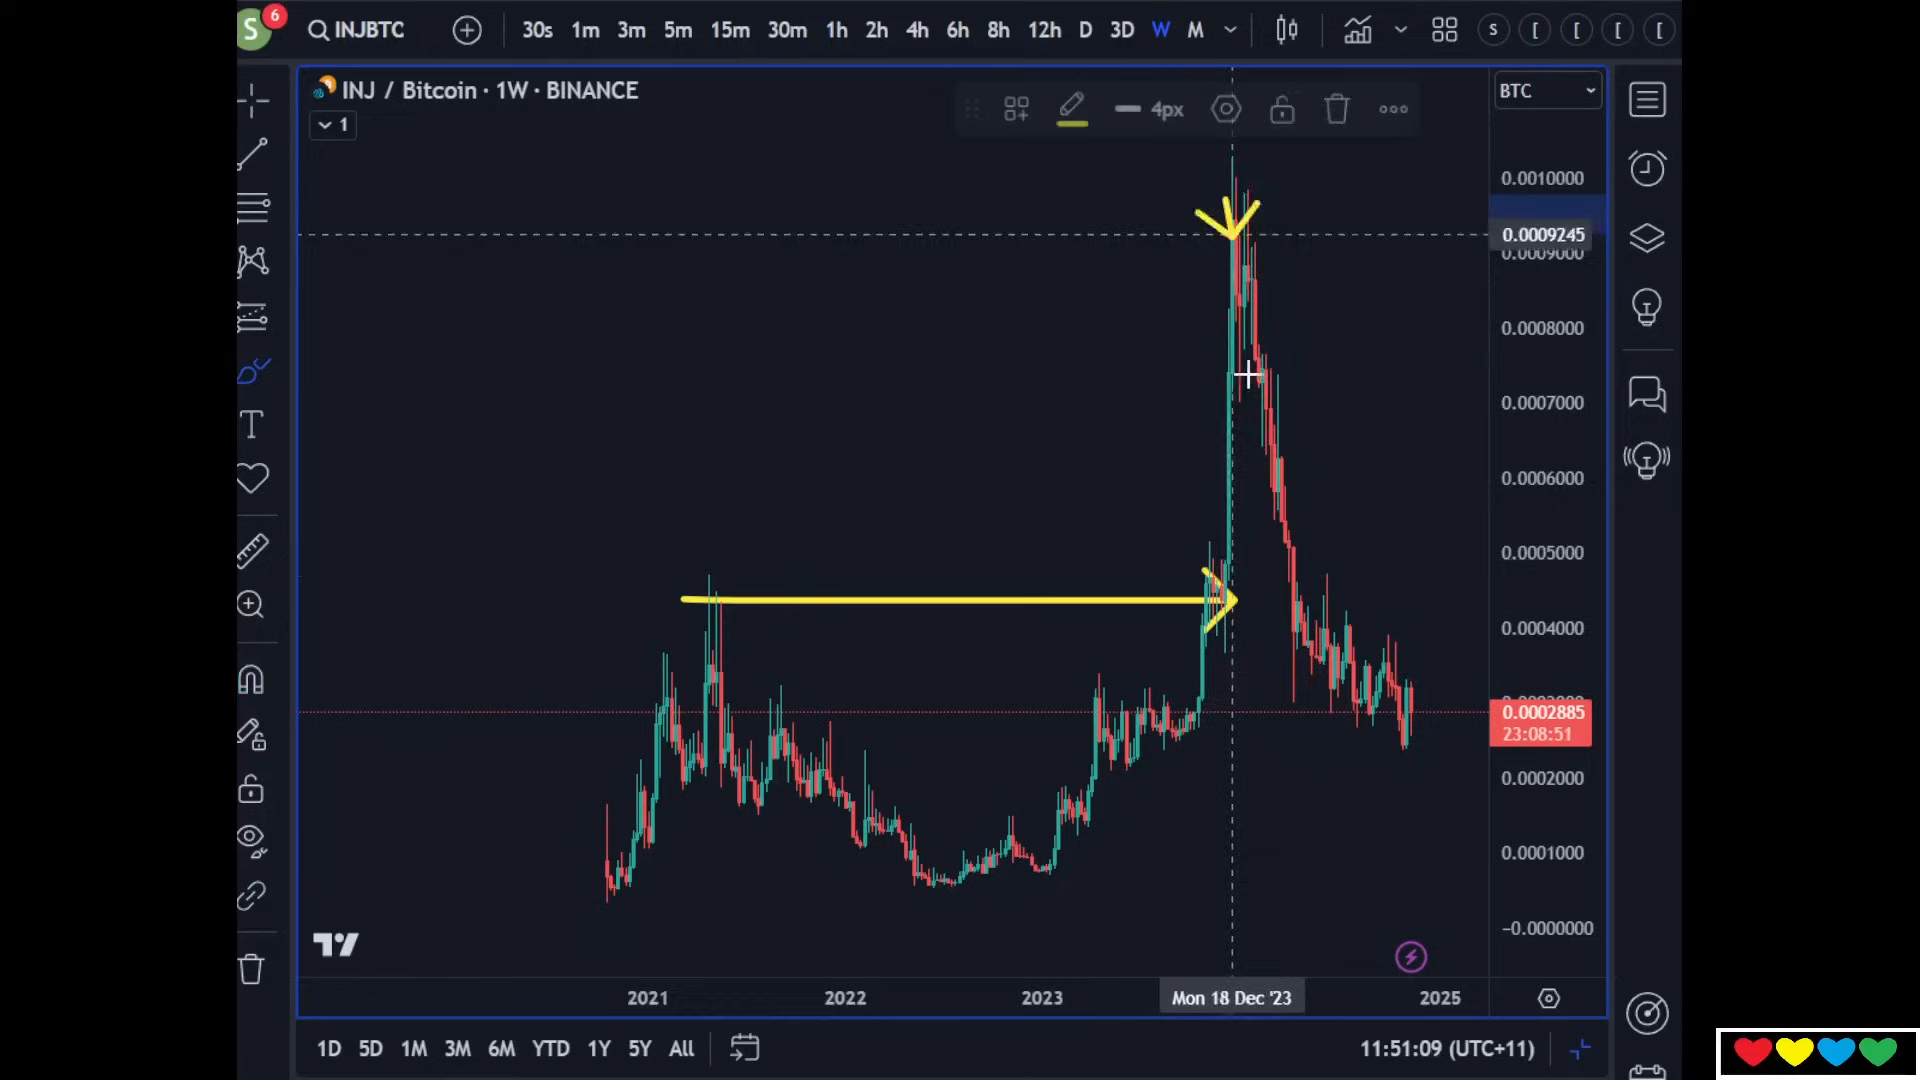 S 6 INJBTC 30s 1m 3m 5m 15m 30m 1h 2h 4h 6h 8h 12h D 3D W M S [ [ [ [
INJ / Bitcoin · 1W · BINANCE
4px
BTC
1
0.0010000
0.0009245
0.0009000
0.0008000
0.0007000
0.0006000
0.0005000
0.0004000
0.0002885
23:08:51
0.0002000
0.0001000
−0.0000000
2021 2022 2023 Mon 18 Dec '23 2025
1D 5D 1M 3M 6M YTD 1Y 5Y All 11:51:09 (UTC+11)